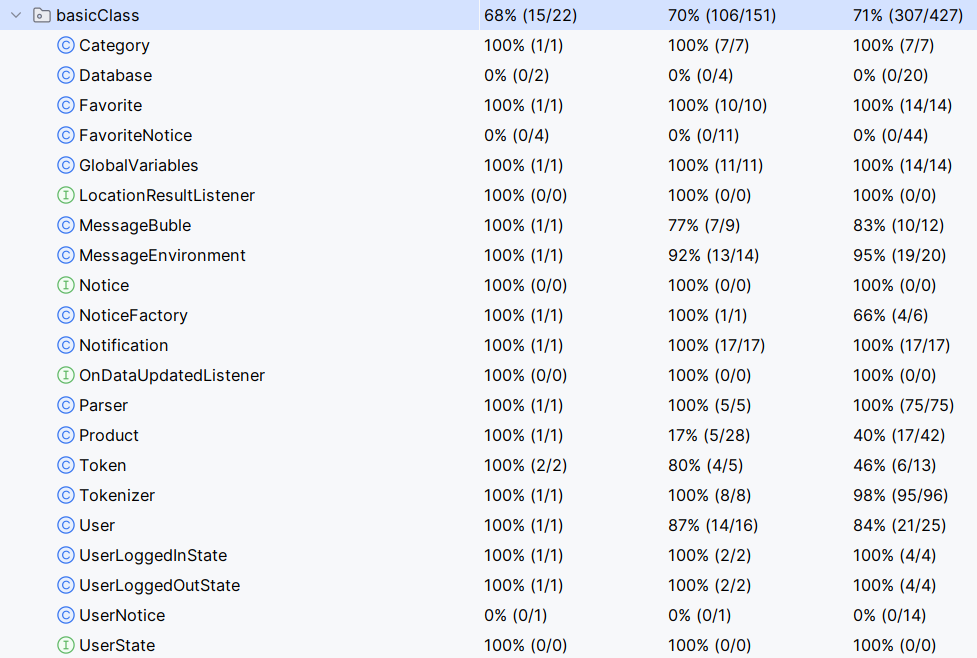 basicClass 68% (15/22) 70% (106/151) 71% (307/427)
C Category 100% (1/1) 100% (7/7) 100% (7/7)
C Database 0% (0/2) 0% (0/4) 0% (0/20)
C Favorite 100% (1/1) 100% (10/10) 100% (14/14)
C FavoriteNotice 0% (0/4) 0% (0/11) 0% (0/44)
C GlobalVariables 100% (1/1) 100% (11/11) 100% (14/14)
I LocationResultListener 100% (0/0) 100% (0/0) 100% (0/0)
C MessageBuble 100% (1/1) 77% (7/9) 83% (10/12)
C MessageEnvironment 100% (1/1) 92% (13/14) 95% (19/20)
I Notice 100% (0/0) 100% (0/0) 100% (0/0)
C NoticeFactory 100% (1/1) 100% (1/1) 66% (4/6)
C Notification 100% (1/1) 100% (17/17) 100% (17/17)
I OnDataUpdatedListener 100% (0/0) 100% (0/0) 100% (0/0)
C Parser 100% (1/1) 100% (5/5) 100% (75/75)
C Product 100% (1/1) 17% (5/28) 40% (17/42)
C Token 100% (2/2) 80% (4/5) 46% (6/13)
C Tokenizer 100% (1/1) 100% (8/8) 98% (95/96)
C User 100% (1/1) 87% (14/16) 84% (21/25)
C UserLoggedInState 100% (1/1) 100% (2/2) 100% (4/4)
C UserLoggedOutState 100% (1/1) 100% (2/2) 100% (4/4)
C UserNotice 0% (0/1) 0% (0/1) 0% (0/14)
I UserState 100% (0/0) 100% (0/0) 100% (0/0)